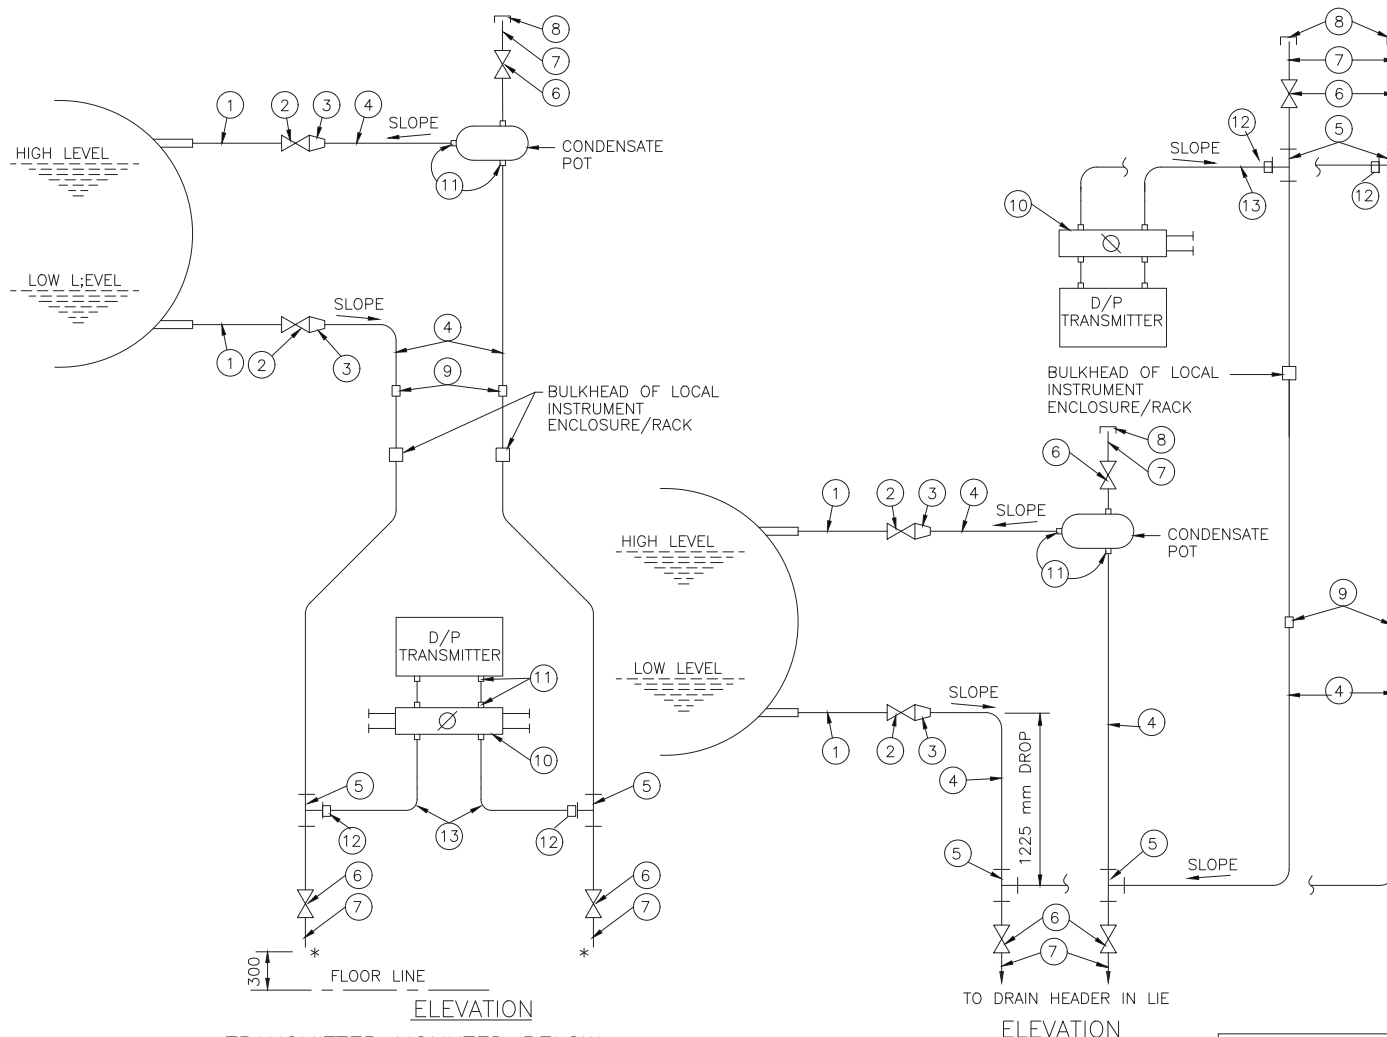 8
7
6
1
2
3
4
SLOPE
CONDENSATE
POT
11
HIGH LEVEL
LOW L;EVEL
SLOPE
1
2
3
4
9
BULKHEAD OF LOCAL
INSTRUMENT
ENCLOSURE/RACK
D/P
TRANSMITTER
11
10
5
5
12
13
12
6
6
7
7
*
*
300
FLOOR LINE
ELEVATION
8
7
6
5
12
SLOPE
13
12
10
D/P
TRANSMITTER
BULKHEAD OF LOCAL
INSTRUMENT
ENCLOSURE/RACK
8
7
6
1
2
3
4
SLOPE
CONDENSATE
POT
11
HIGH LEVEL
LOW LEVEL
SLOPE
1
2
3
4
4
1225 mm DROP
9
4
5
5
SLOPE
6
7
TO DRAIN HEADER IN LIE
ELEVATION
TRANSMITTER MOUNTED BELOW